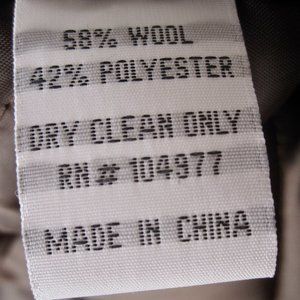 58% WOOL
42% POLYESTER
DRY CLEAN ONLY
RN# 104977
MADE IN CHINA